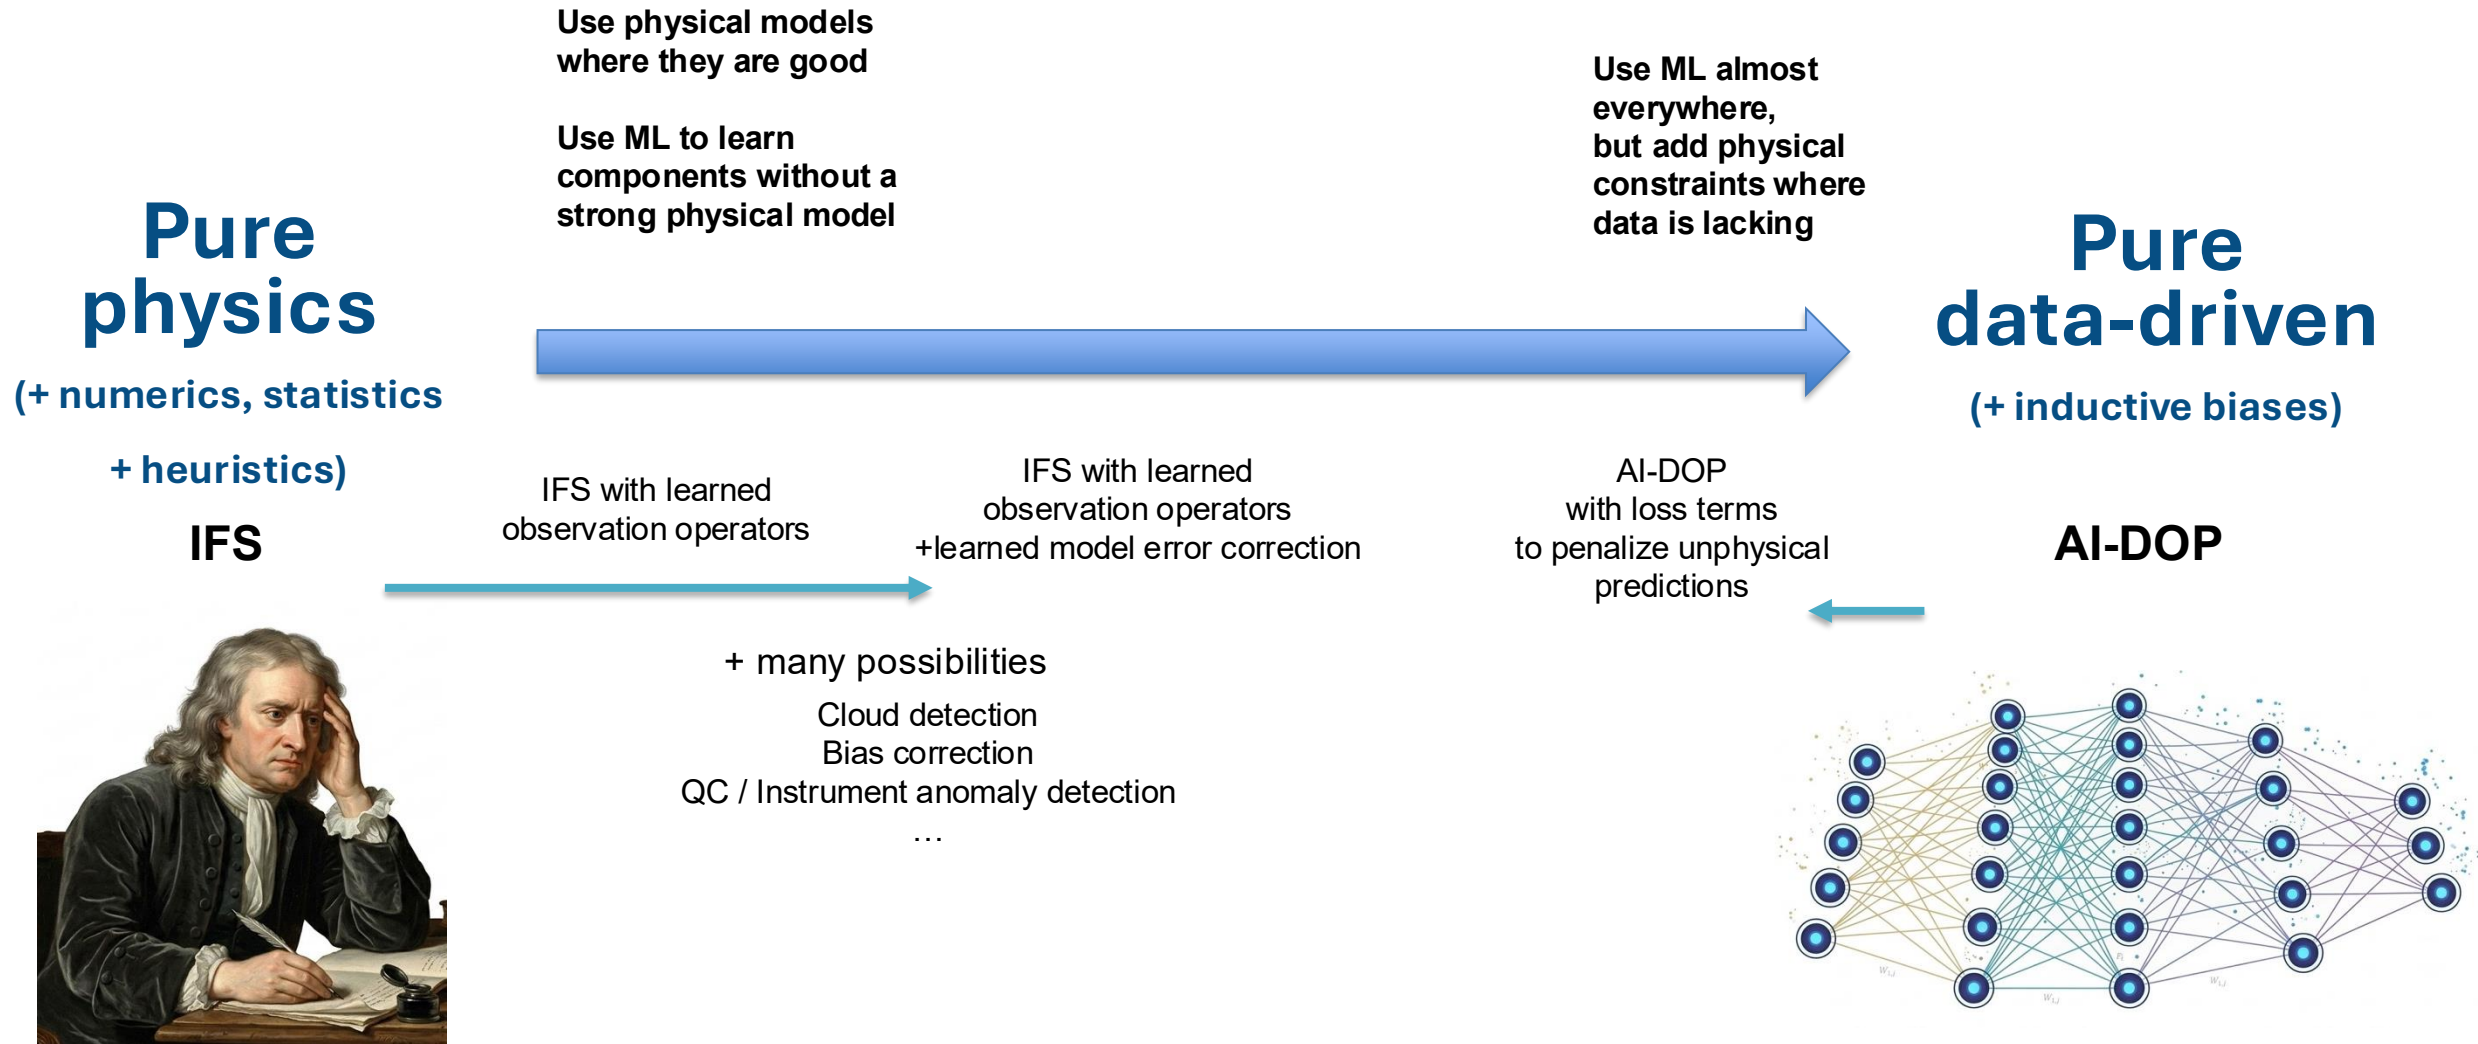 Use physical models
where they are good
Use ML to learn
components without a
strong physical model
Use ML almost
everywhere,
but add physical
constraints where
data is lacking
Pure
physics
(+ numerics, statistics
+ heuristics)
IFS
Pure
data-driven
(+ inductive biases)
AI-DOP
IFS with learned
observation operators
IFS with learned
observation operators
+learned model error correction
AI-DOP
with loss terms
to penalize unphysical
predictions
+ many possibilities
Cloud detection
Bias correction
QC / Instrument anomaly detection
…